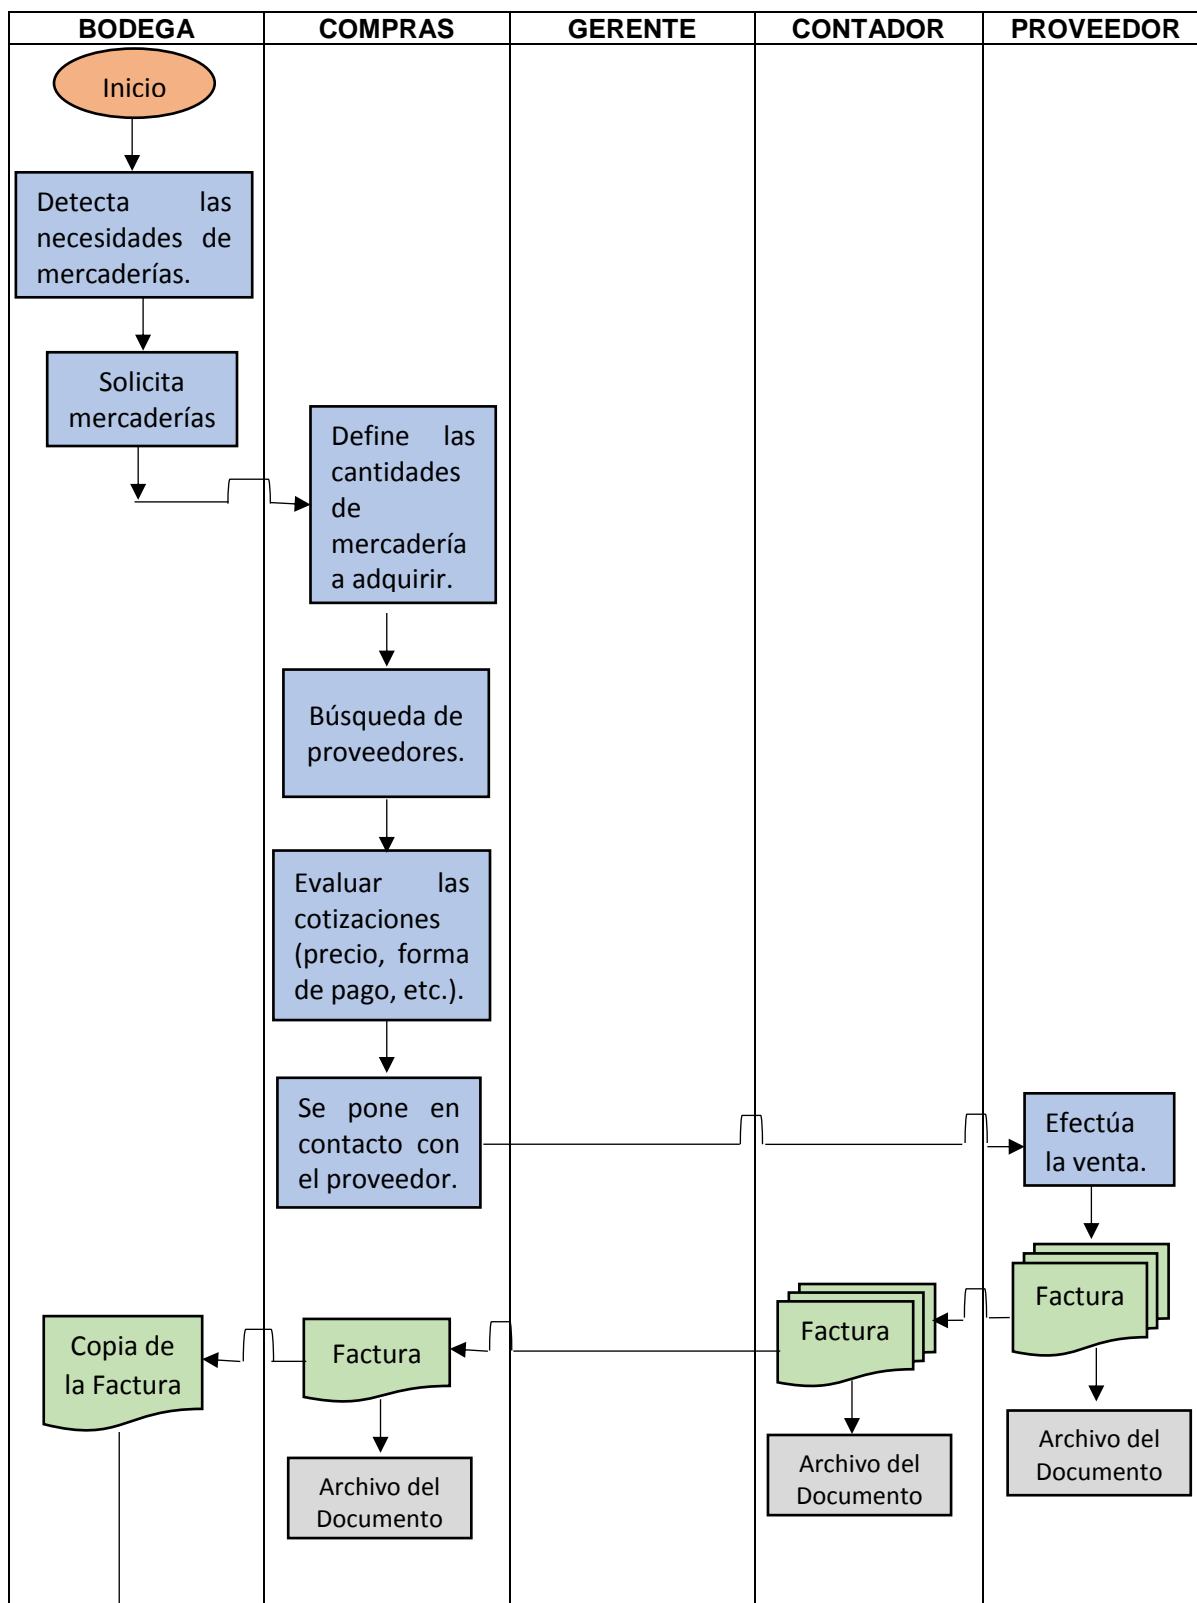 BODEGA COMPRAS GERENTE CONTADOR PROVEEDOR
Inicio
Detecta las
necesidades de
mercaderías.
Solicita
mercaderías
Define las
cantidades
de
mercadería
a adquirir.
Búsqueda de
proveedores.
Evaluar las
cotizaciones
(precio, forma
de pago, etc.).
Se pone en
contacto con
el proveedor.
Efectúa
la venta.
Factura
Factura
Factura
Copia de
la Factura
Archivo del
Documento
Archivo del
Documento
Archivo del
Documento